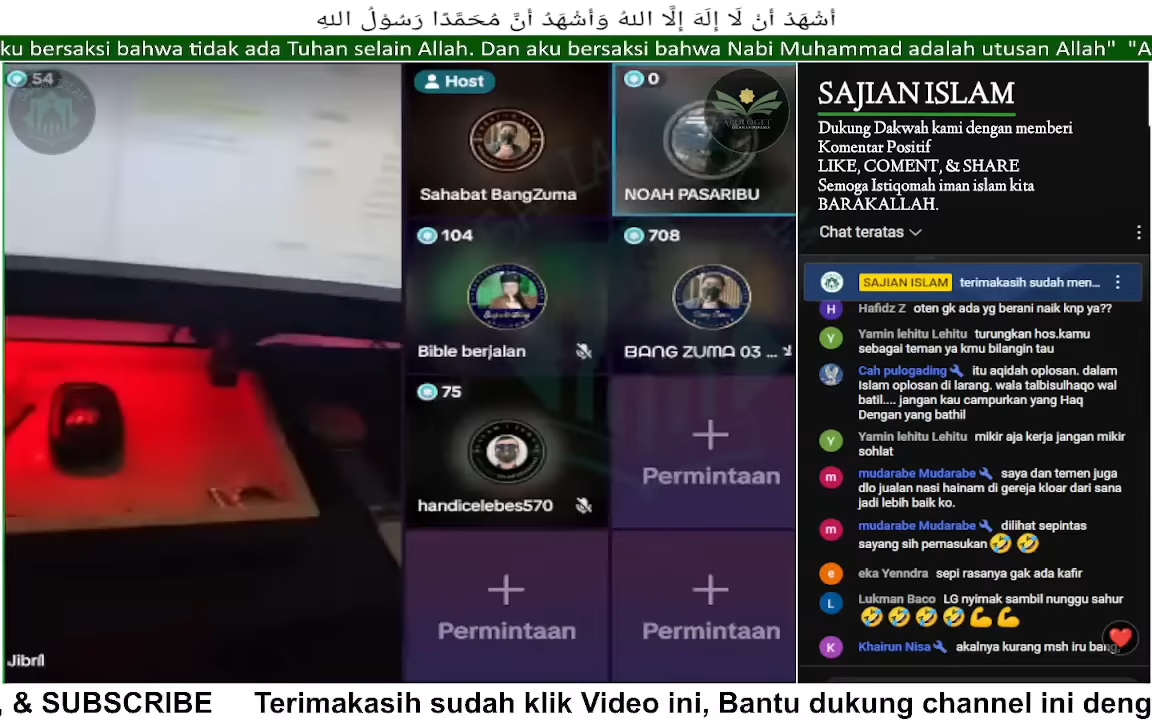 أشْهَدُ أنْ لَا إلَهَ إلَّا اللهُ وَأشْهَدُ أنَّ مُحَمَّدًا رَسُوْلُ اللهِ
ku bersaksi bahwa tidak ada Tuhan selain Allah. Dan aku bersaksi bahwa Nabi Muhammad adalah utusan Allah" "A
54
Host
Sahabat BangZuma
0
NOAH PASARIBU
104
Bible berjalan
708
BANG ZUMA 03 ...
75
handicelebes570
Permintaan
Permintaan
Permintaan
Jibril
SAJIAN ISLAM
Dukung Dakwah kami dengan memberi
Komentar Positif
LIKE, COMENT, & SHARE
Semoga Istiqomah iman islam kita
BARAKALLAH.
Chat teratas
SAJIAN ISLAM terimakasih sudah men...
H Hafidz Z oten gk ada yg berani naik knp ya??
Y Yamin lehitu Lehitu turungkan hos.kamu
sebagai teman ya kmu bilangin tau
Cah pulogading itu aqidah oplosan. dalam
Islam oplosan di larang. wala talbisulhaqo wal
batil.... jangan kau campurkan yang Haq
Dengan yang bathil
Y Yamin lehitu Lehitu mikir aja kerja jangan mikir
sohlat
m mudarabe Mudarabe saya dan temen juga
dlo jualan nasi hainam di gereja kloar dari sana
jadi lebih baik ko.
m mudarabe Mudarabe dilihat sepintas
sayang sih pemasukan 🤣 🤣
e eka Yenndra sepi rasanya gak ada kafir
L Lukman Baco LG nyimak sambil nunggu sahur
🤣🤣🤣🤣💪💪
K Khairun Nisa akalnya kurang msh iru bang,
, & SUBSCRIBE Terimakasih sudah klik Video ini, Bantu dukung channel ini deng